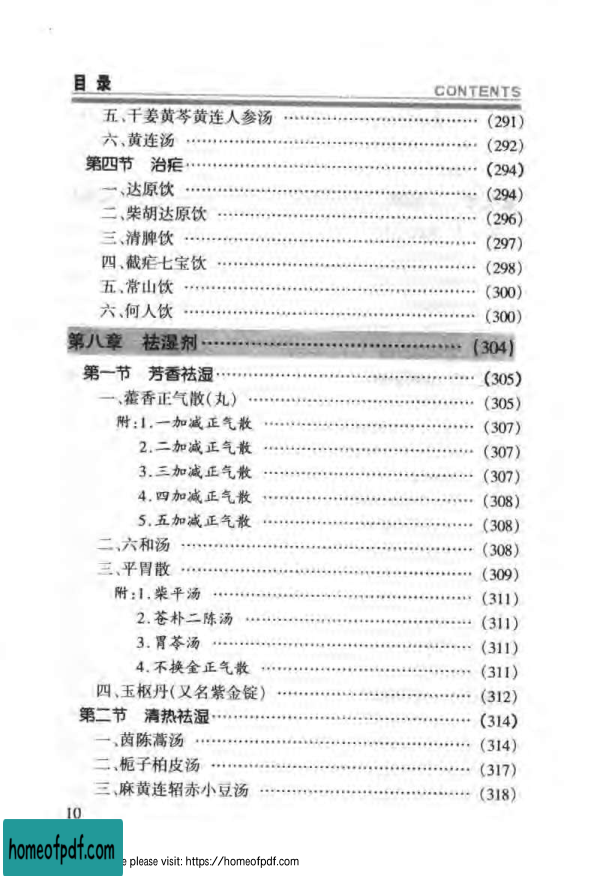 目录 CONTENTS
五、干姜黄芩黄连人参汤 ………………………… (291)
六、黄连汤 ………………………… (292)
第四节 治疟 ………………………… (294)
一、达原饮 ………………………… (294)
二、柴胡达原饮 ………………………… (296)
三、清脾饮 ………………………… (297)
四、截疟七宝饮 ………………………… (298)
五、常山饮 ………………………… (300)
六、何人饮 ………………………… (300)
第八章 祛湿剂 ………………………… (304)
第一节 芳香祛湿 ………………………… (305)
一、藿香正气散(丸) ………………………… (305)
附:1.一加减正气散 ………………………… (307)
2.二加减正气散 ………………………… (307)
3.三加减正气散 ………………………… (307)
4.四加减正气散 ………………………… (308)
5.五加减正气散 ………………………… (308)
二、六和汤 ………………………… (308)
三、平胃散 ………………………… (309)
附:1.柴平汤 ………………………… (311)
2.苍朴二陈汤 ………………………… (311)
3.胃苓汤 ………………………… (311)
4.不换金正气散 ………………………… (311)
四、玉枢丹(又名紫金锭) ………………………… (312)
第二节 清热祛湿 ………………………… (314)
一、茵陈蒿汤 ………………………… (314)
二、栀子柏皮汤 ………………………… (317)
三、麻黄连轺赤小豆汤 ………………………… (318)
10
homeofpdf.com
e please visit: https://homeofpdf.com